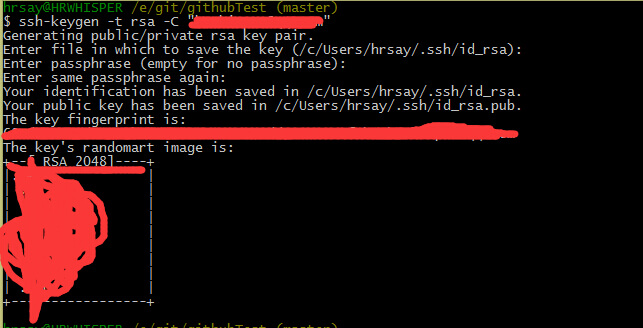 hrsay@HRWHISPER /e/git/githubTest (master)
$ ssh-keygen -t rsa -C "
Generating public/private rsa key pair.
Enter file in which to save the key (/c/Users/hrsay/.ssh/id_rsa):
Enter passphrase (empty for no passphrase):
Enter same passphrase again:
Your identification has been saved in /c/Users/hrsay/.ssh/id_rsa.
Your public key has been saved in /c/Users/hrsay/.ssh/id_rsa.pub.
The key fingerprint is:
The key's randomart image is:
+--[ RSA 2048]----+
+-----------------+
hrsay@HRWHISPER /e/git/githubTest (master)